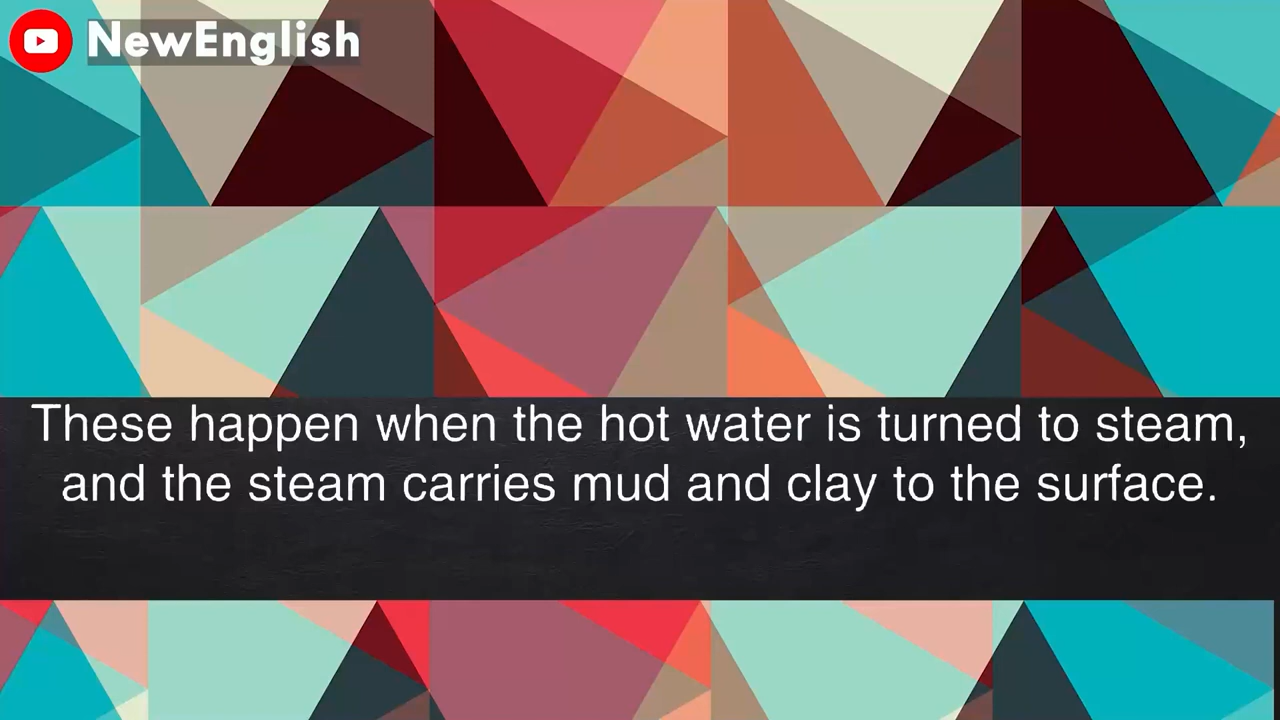 NewEnglish
These happen when the hot water is turned to steam,
and the steam carries mud and clay to the surface.